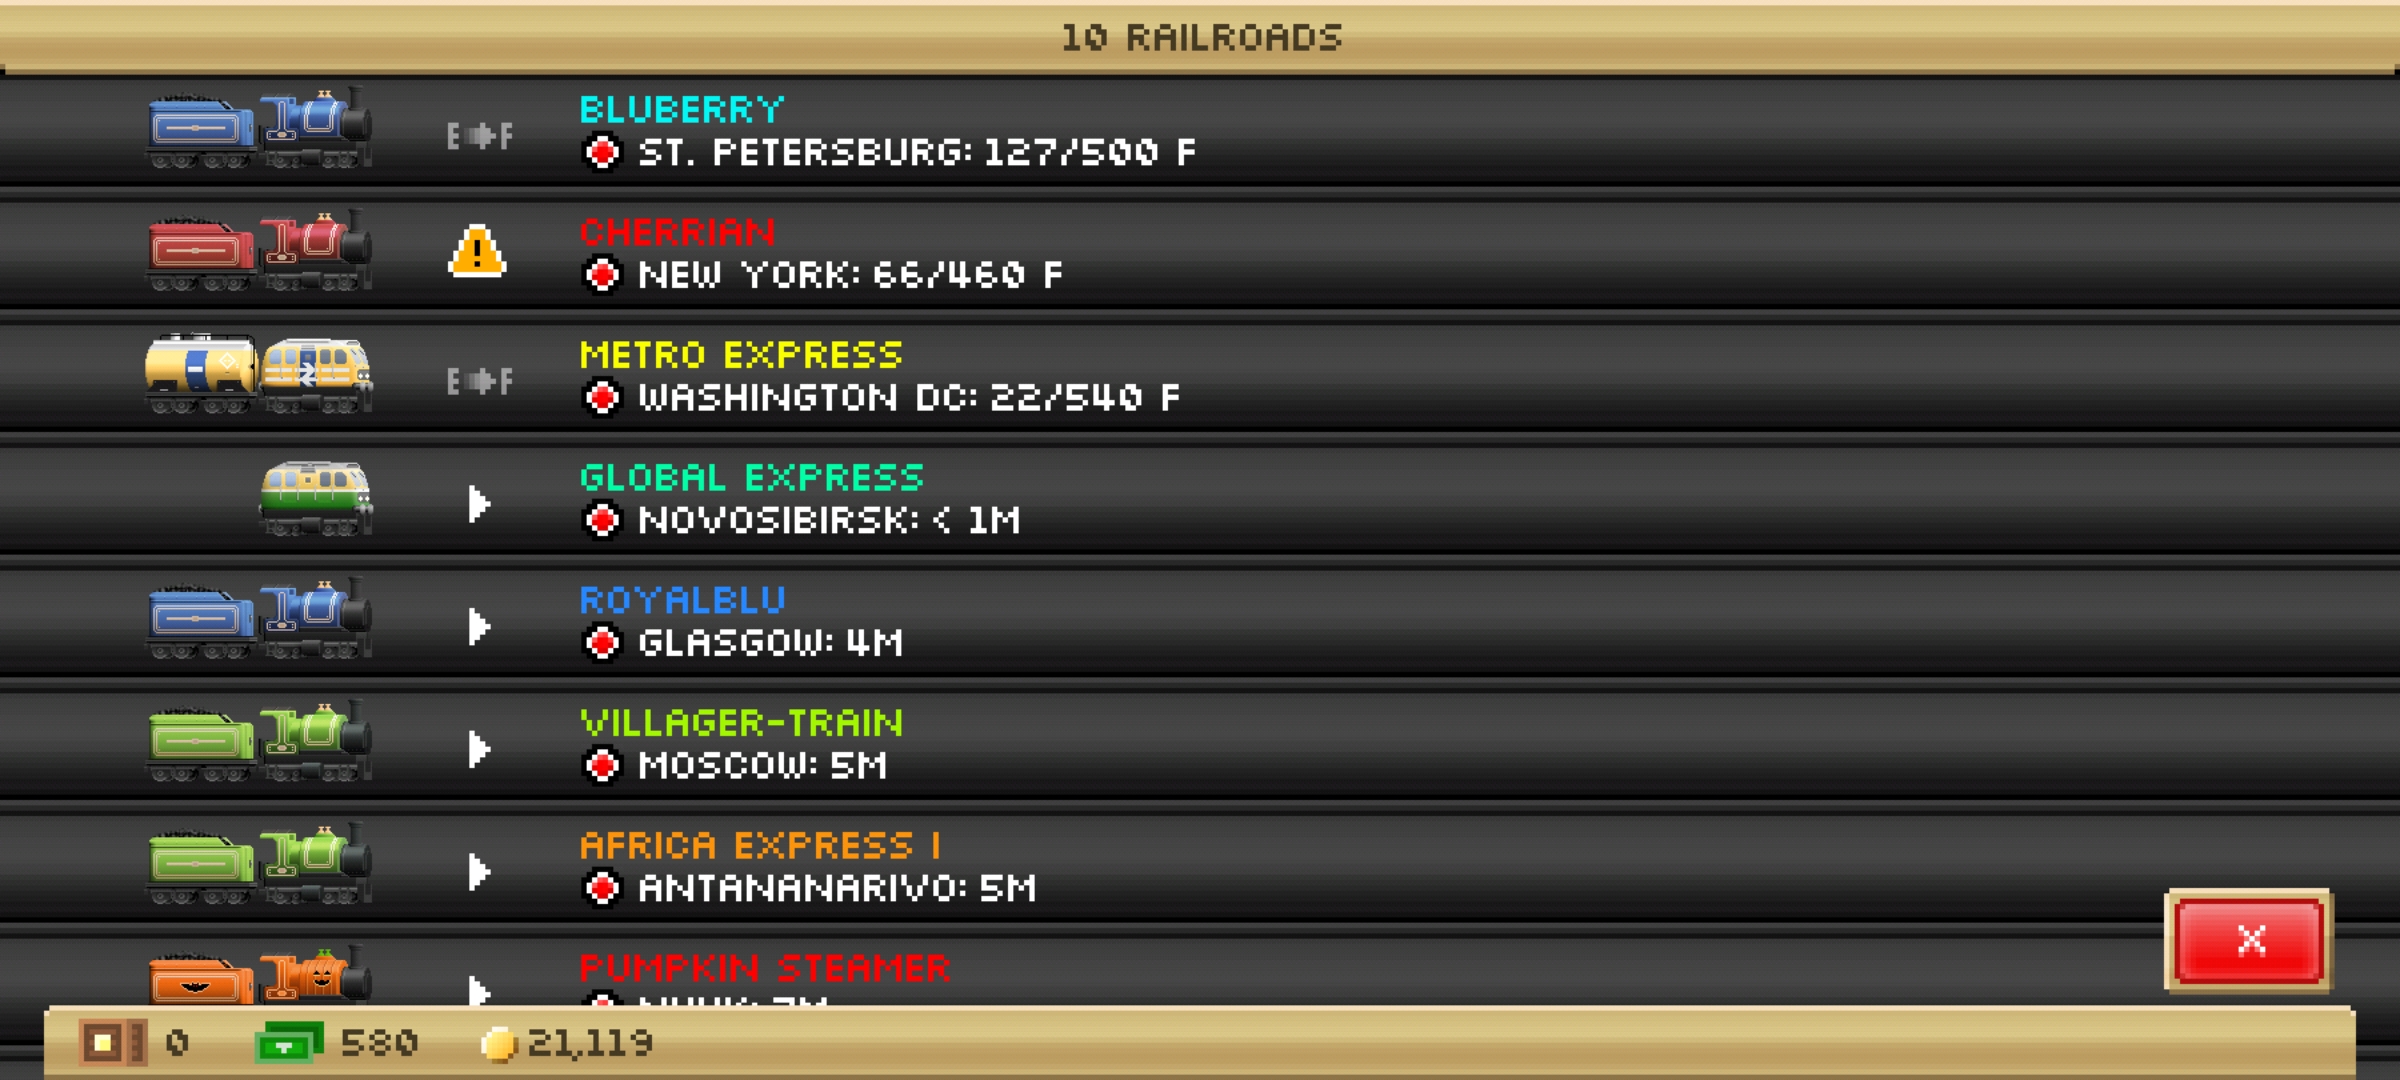 10 RAILROADS
BLUBERRY
E F
ST. PETERSBURG: 127/500 F
CHERRIAN
NEW YORK: 66/460 F
METRO EXPRESS
E F
WASHINGTON DC: 22/540 F
GLOBAL EXPRESS
NOVOSIBIRSK: < 1M
ROYALBLU
GLASGOW: 4M
VILLAGER-TRAIN
MOSCOW: 5M
AFRICA EXPRESS I
ANTANANARIVO: 5M
PUMPKIN STEAMER
X
0 580 21,119